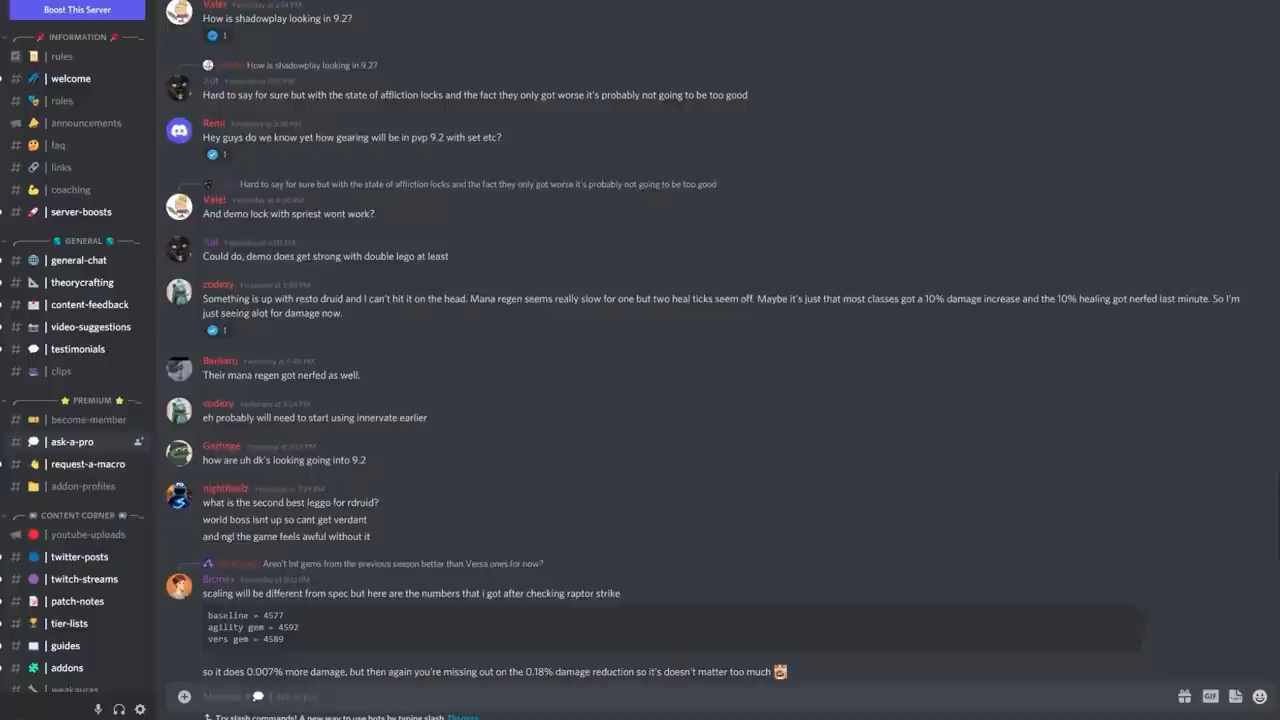 Boost This Server
INFORMATION
rules
welcome
roles
announcements
faq
links
coaching
server-boosts
GENERAL
general-chat
theorycrafting
content-feedback
video-suggestions
testimonials
clips
PREMIUM
become-member
ask-a-pro
request-a-macro
addon-profiles
CONTENT CORNER
youtube-uploads
twitter-posts
twitch-streams
patch-notes
tier-lists
guides
addons
weakauras
How is shadowplay looking in 9.2?
1
How is shadowplay looking in 9.2?
Hard to say for sure but with the state of affliction locks and the fact they only got worse it's probably not going to be too good
Remi
Hey guys do we know yet how gearing will be in pvp 9.2 with set etc?
1
Hard to say for sure but with the state of affliction locks and the fact they only got worse it's probably not going to be too good
Yesterday at
And demo lock with spriest wont work?
Could do, demo does get strong with double lego at least
codezy
Something is up with resto druid and I can't hit it on the head. Mana regen seems really slow for one but two heal ticks seem off. Maybe it's just that most classes got a 10% damage increase and the 10% healing got nerfed last minute. So I'm
just seeing alot for damage now.
1
Yesterday at
Their mana regen got nerfed as well.
codezy Yesterday at
eh probably will need to start using innervate earlier
Garbage
how are uh dk's looking going into 9.2
what is the second best leggo for rdruid?
world boss isnt up so cant get verdant
and ngl the game feels awful without it
Aren't Int gems from the previous season better than Versa ones for now?
Yesterday at
scaling will be different from spec but here are the numbers that i got after checking raptor strike
baseline = 4577
agility gem = 4592
vers gem = 4589
so it does 0.007% more damage, but then again you're missing out on the 0.18% damage reduction so it's doesn't matter too much
GIF
Try slash commands! A new way to use bots by typing slash Dismiss